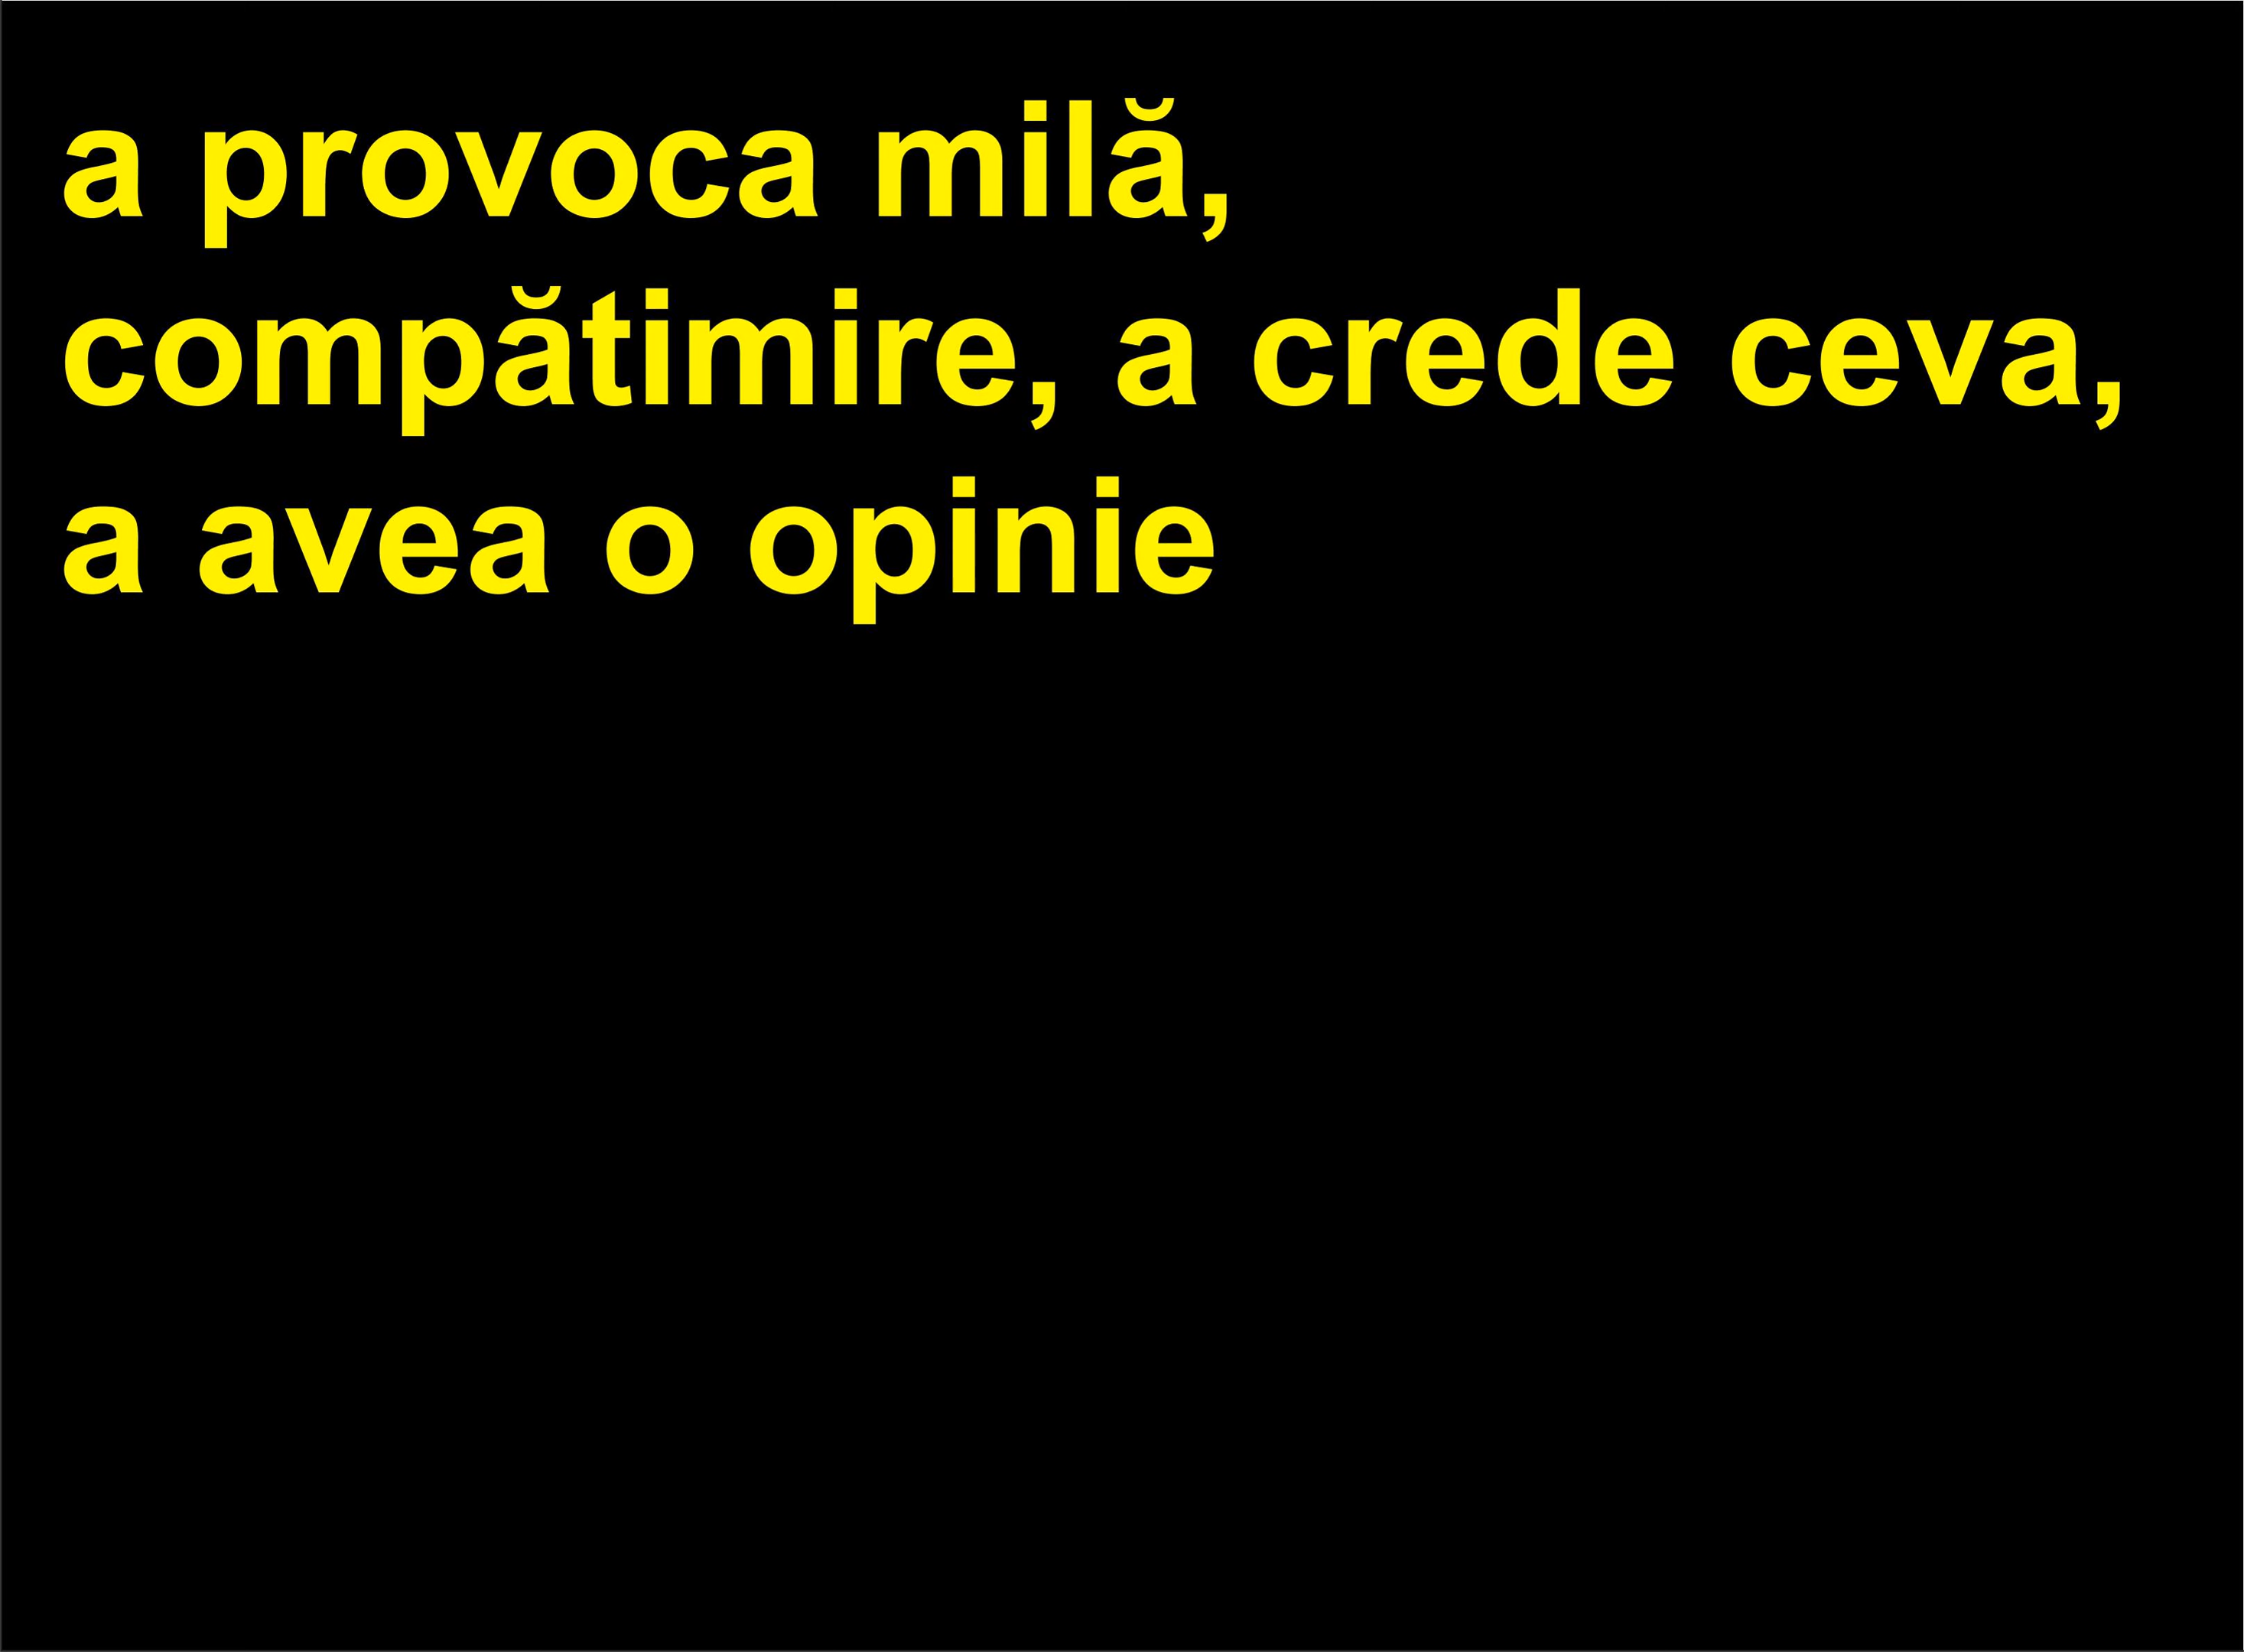 a provoca milă,
compătimire, a crede ceva,
a avea o opinie